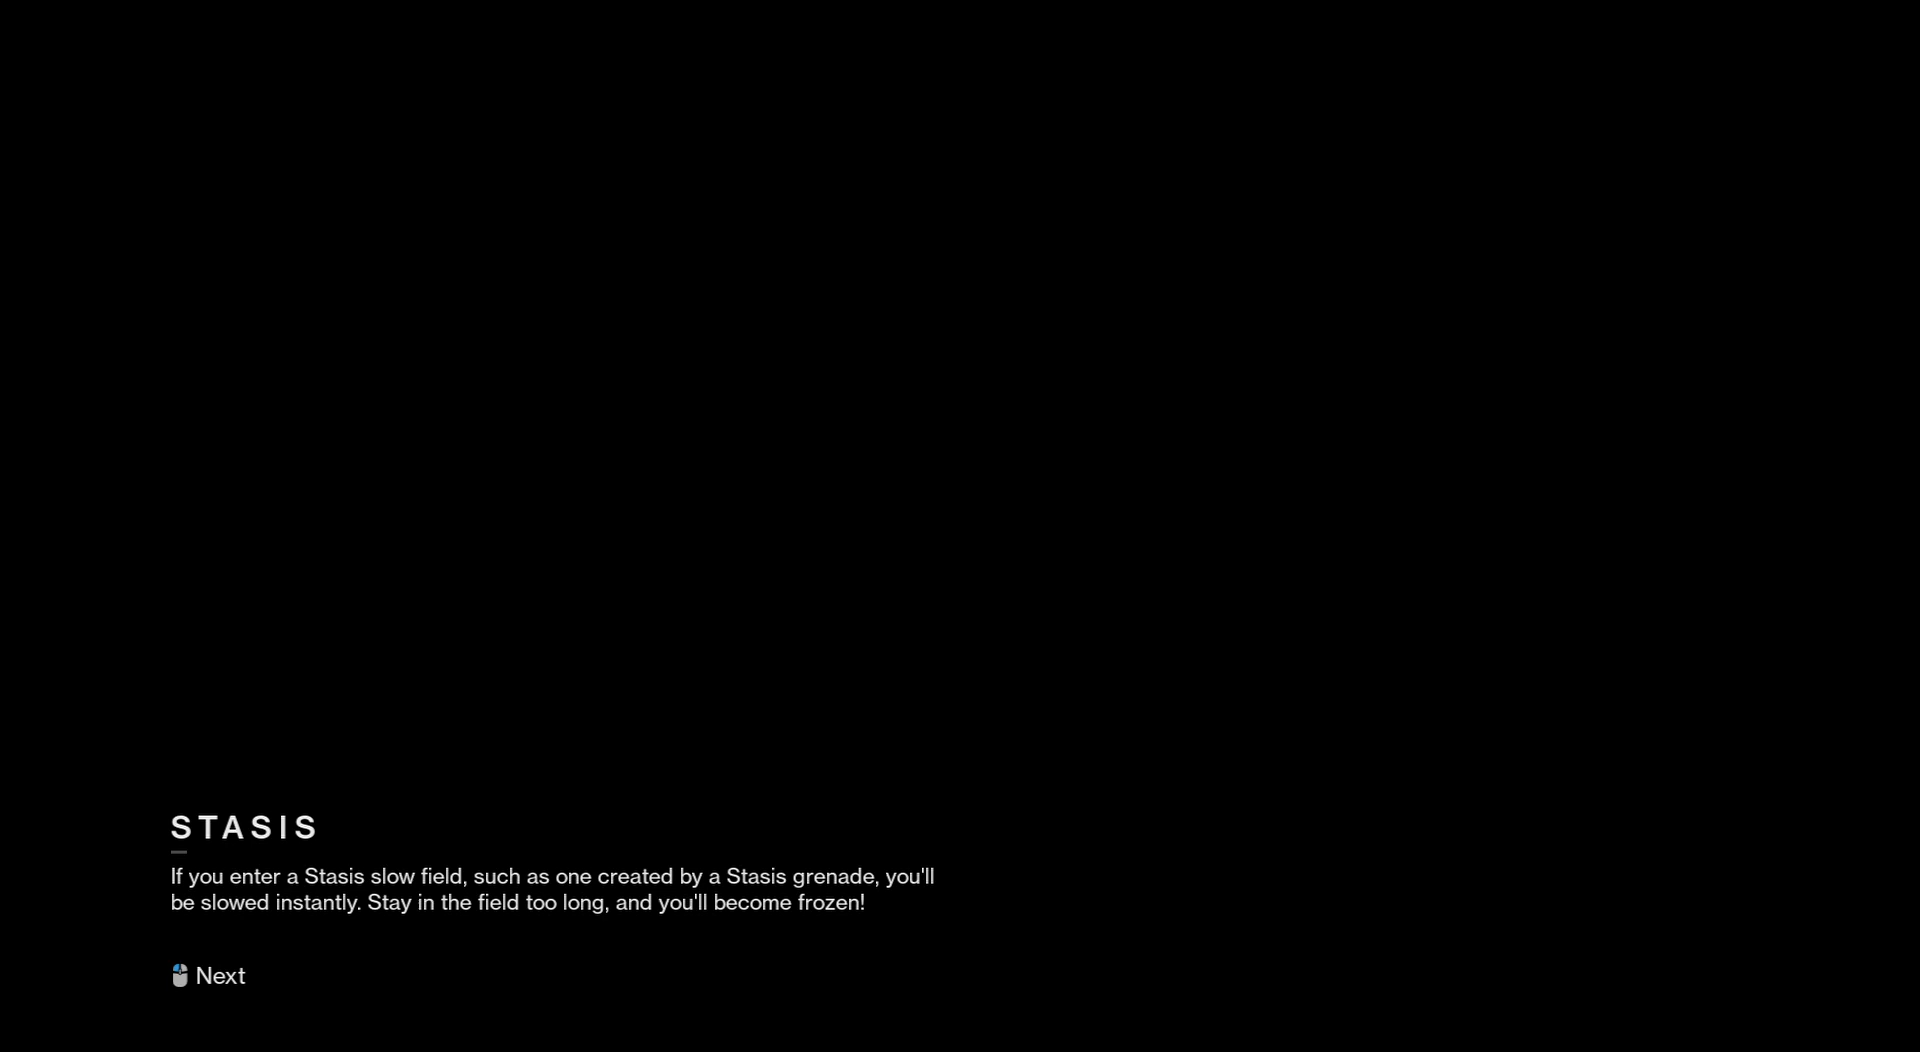 STASIS
If you enter a Stasis slow field, such as one created by a Stasis grenade, you'll
be slowed instantly. Stay in the field too long, and you'll become frozen!
Next